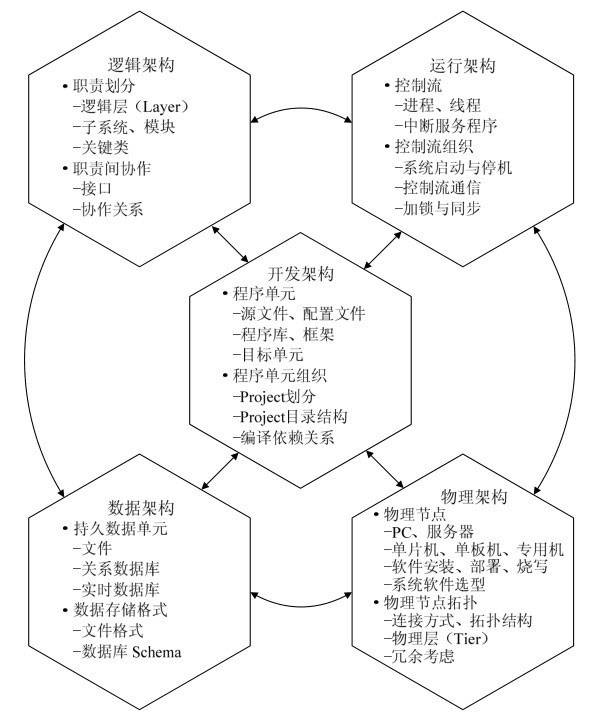 逻辑架构
•职责划分
–逻辑层（Layer）
–子系统、模块
–关键类
•职责间协作
–接口
–协作关系
运行架构
•控制流
–进程、线程
–中断服务程序
•控制流组织
–系统启动与停机
–控制流通信
–加锁与同步
开发架构
•程序单元
–源文件、配置文件
–程序库、框架
–目标单元
•程序单元组织
–Project划分
–Project目录结构
–编译依赖关系
数据架构
•持久数据单元
–文件
–关系数据库
–实时数据库
•数据存储格式
–文件格式
–数据库 Schema
物理架构
•物理节点
–PC、服务器
–单片机、单板机、专用机
–软件安装、部署、烧写
–系统软件选型
•物理节点拓扑
–连接方式、拓扑结构
–物理层（Tier）
–冗余考虑